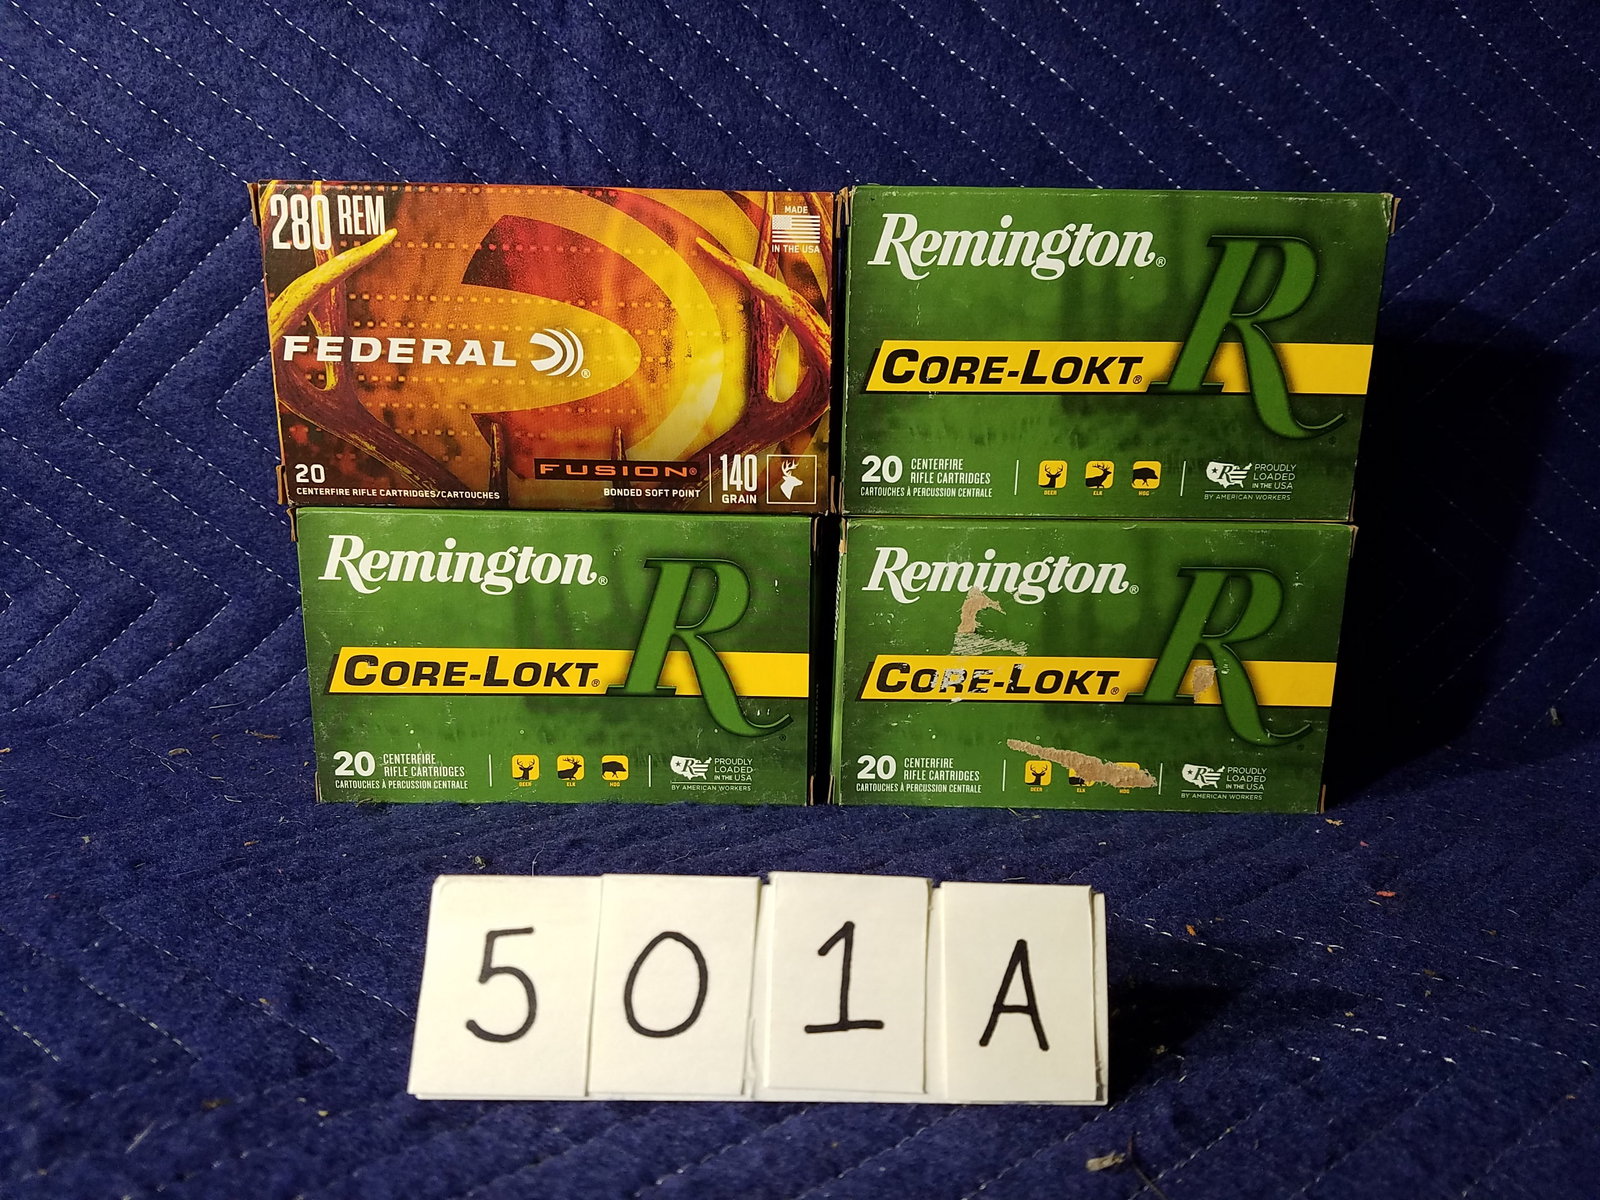 280 REM
MADE
IN THE USA
FEDERAL®
20
CENTERFIRE RIFLE CARTRIDGES/CARTOUCHES
FUSION®
BONDED SOFT POINT
140
GRAIN
Remington®
R
CORE-LOKT®
20 CENTERFIRE
RIFLE CARTRIDGES
CARTOUCHES À PERCUSSION CENTRALE
DEER ELK HOG
R PROUDLY
LOADED
IN THE USA
BY AMERICAN WORKERS
Remington®
R
CORE-LOKT®
20 CENTERFIRE
RIFLE CARTRIDGES
CARTOUCHES À PERCUSSION CENTRALE
DEER ELK HOG
R PROUDLY
LOADED
IN THE USA
BY AMERICAN WORKERS
Remington®
R
CORE-LOKT®
20 CENTERFIRE
RIFLE CARTRIDGES
CARTOUCHES À PERCUSSION CENTRALE
DEER ELK HOG
R PROUDLY
LOADED
IN THE USA
BY AMERICAN WORKERS
501A